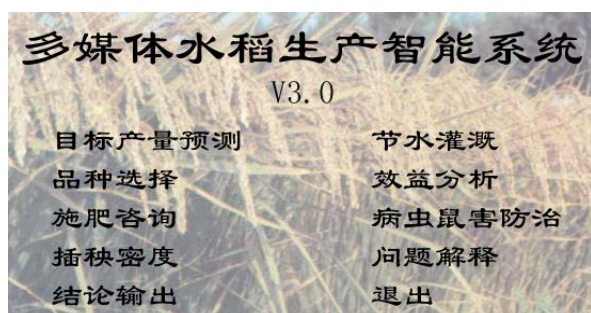 多媒体水稻生产智能系统
V3.0
目标产量预测
节水灌溉
品种选择
效益分析
施肥咨询
病虫鼠害防治
插秧密度
问题解释
结论输出
退出